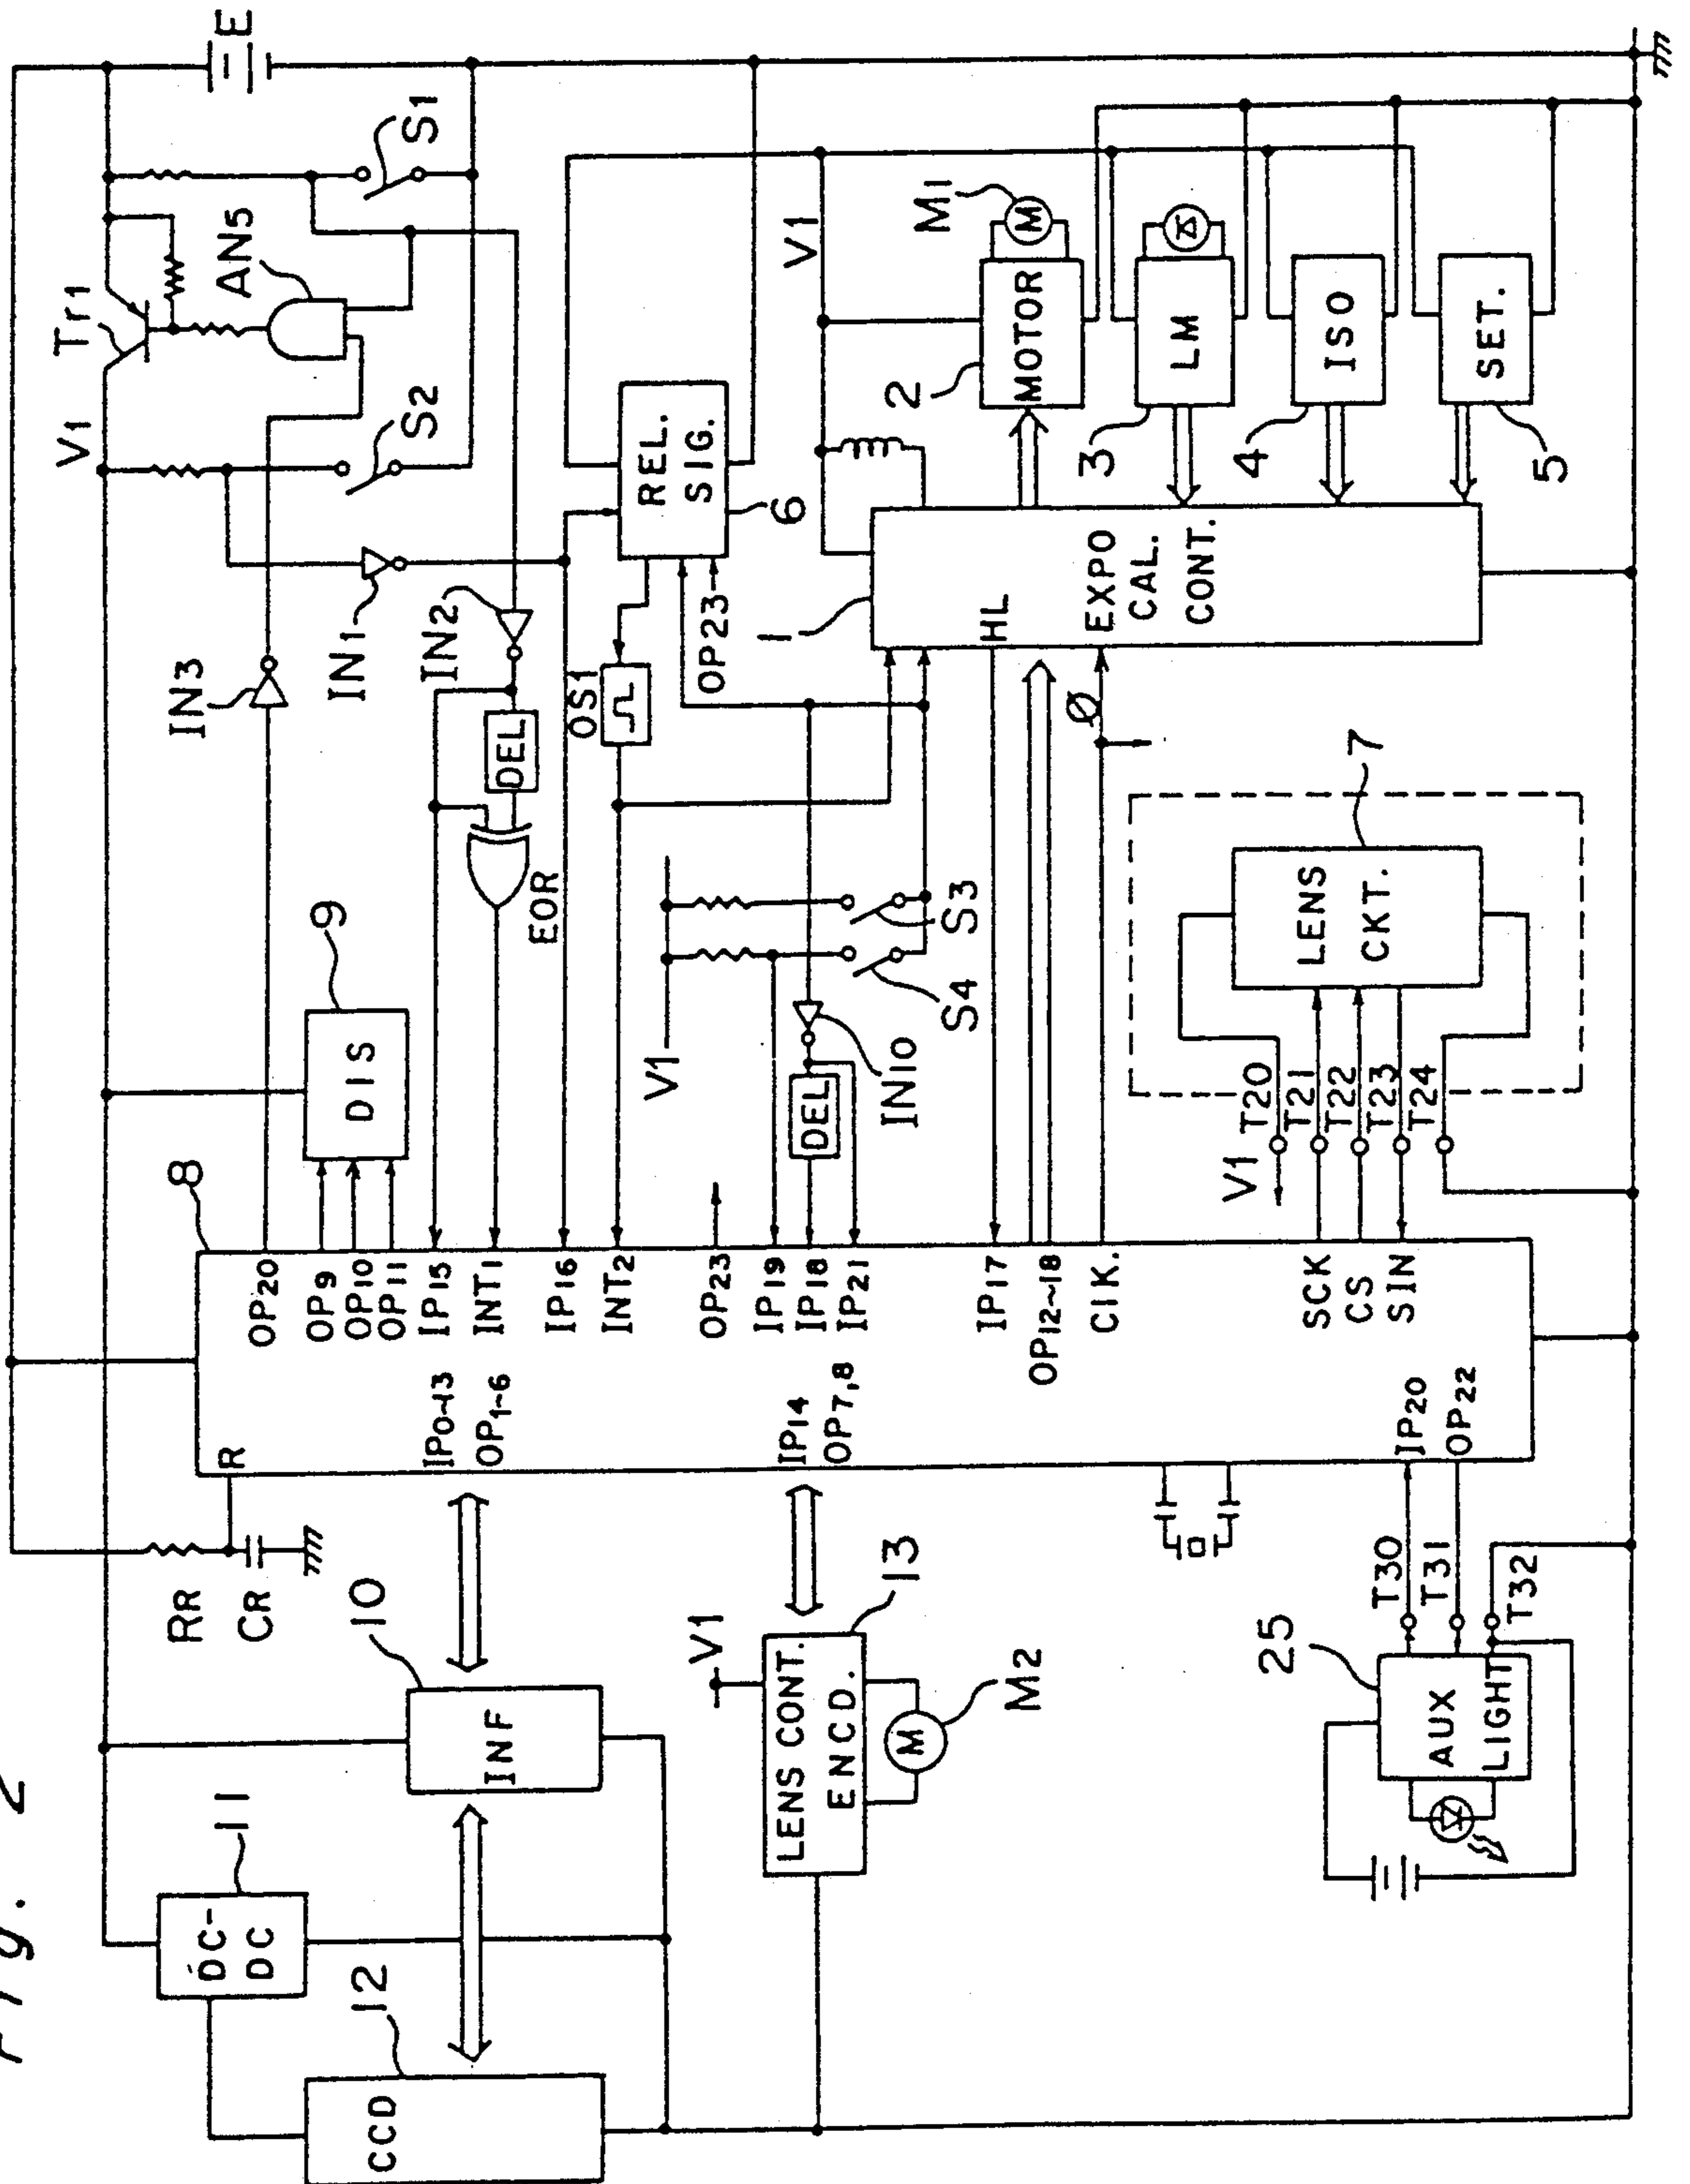 Fig. 2
E
S1
AN5
Tr1
V1
S2
IN3
IN1
IN2
OS1
DEL
EOR
REL.
SIG.
6
OP23
V1
M1
M
MOTOR
2
LM
3
ISO
4
SET.
5
1
HL
EXPO
CAL.
CONT.
Ø
9
DIS
8
OP20
OP9
OP10
OP11
IP15
INT1
IP16
INT2
OP23
IP19
IP18
IP21
IP17
OP12~18
ClK.
SCK
CS
SIN
R
IP0~13
OP1~6
IP14
OP7,8
IP20
OP22
V1
S3
S4
IN10
DEL
7
LENS
CKT.
V1
T20
T21
T22
T23
T24
RR
CR
10
INF
11
DC-
DC
12
CCD
V1
13
LENS CONT.
ENCD.
M
M2
25
AUX
LIGHT
T30
T31
T32